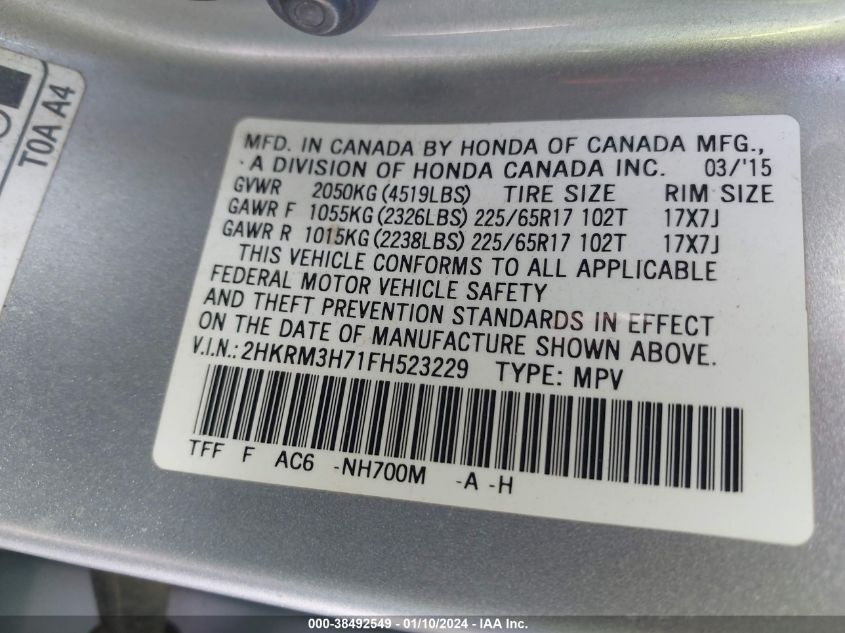 TOA A4
MFD. IN CANADA BY HONDA OF CANADA MFG.,
A DIVISION OF HONDA CANADA INC. 03/'15
GVWR 2050KG (4519LBS) TIRE SIZE RIM SIZE
GAWR F 1055KG (2326LBS) 225/65R17 102T 17X7J
GAWR R 1015KG (2238LBS) 225/65R17 102T 17X7J
THIS VEHICLE CONFORMS TO ALL APPLICABLE
FEDERAL MOTOR VEHICLE SAFETY
AND THEFT PREVENTION STANDARDS IN EFFECT
ON THE DATE OF MANUFACTURE SHOWN ABOVE.
V.I.N.: 2HKRM3H71FH523229 TYPE: MPV
TFF F AC6 -NH700M -A -H
000-38492549 - 01/10/2024 - IAA Inc.